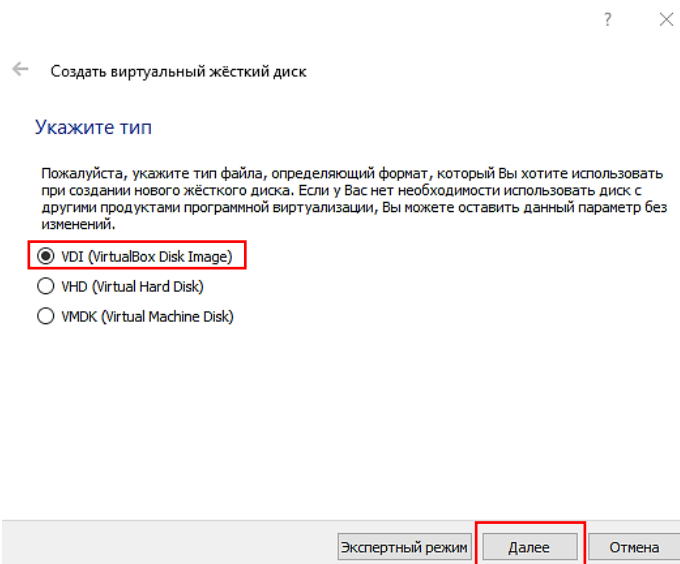 ?
Создать виртуальный жёсткий диск
Укажите тип
Пожалуйста, укажите тип файла, определяющий формат, который Вы хотите использовать
при создании нового жёсткого диска. Если у Вас нет необходимости использовать диск с
другими продуктами программной виртуализации, Вы можете оставить данный параметр без
изменений.
VDI (VirtualBox Disk Image)
VHD (Virtual Hard Disk)
VMDK (Virtual Machine Disk)
Экспертный режим Далее Отмена